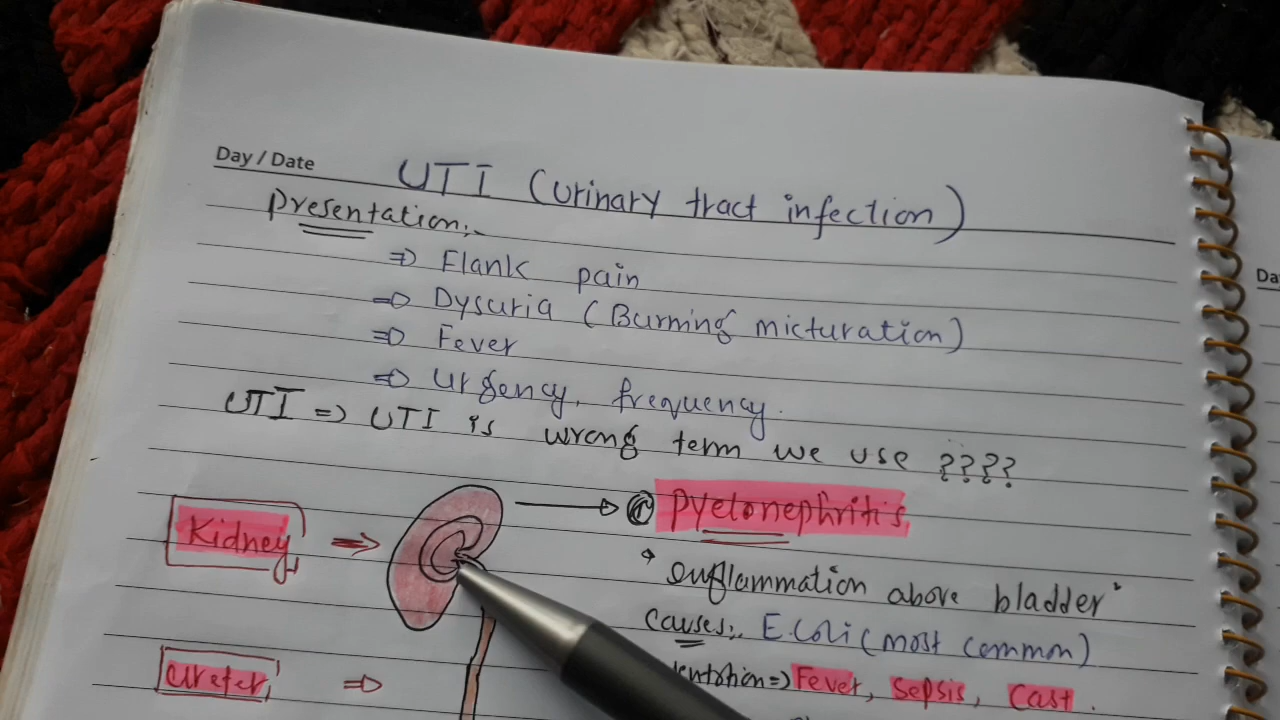 Day / Date
UTI (Urinary tract infection)
Presentation:-
⇒ Flank pain
⇒ Dysuria (Burning micturation)
⇒ Fever
⇒ Urgency, frequency.
UTI ⇒ UTI is wrong term we use ????
Kidney ⇒ → Pyelonephritis
Inflammation above bladder
Causes:- E.Coli (most common)
⇒ Fever, Sepsis, Cast.
Ureter ⇒
Da